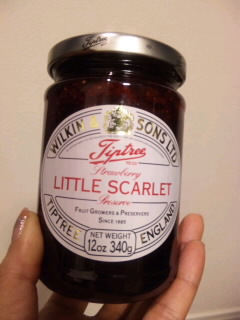 Tiptree
WILKIN & SONS LTD
Tiptree
Strawberry
LITTLE SCARLET
Preserve
FRUIT GROWERS & PRESERVERS
SINCE 1885
TIPTREE ENGLAND
NET WEIGHT
12oz 340g